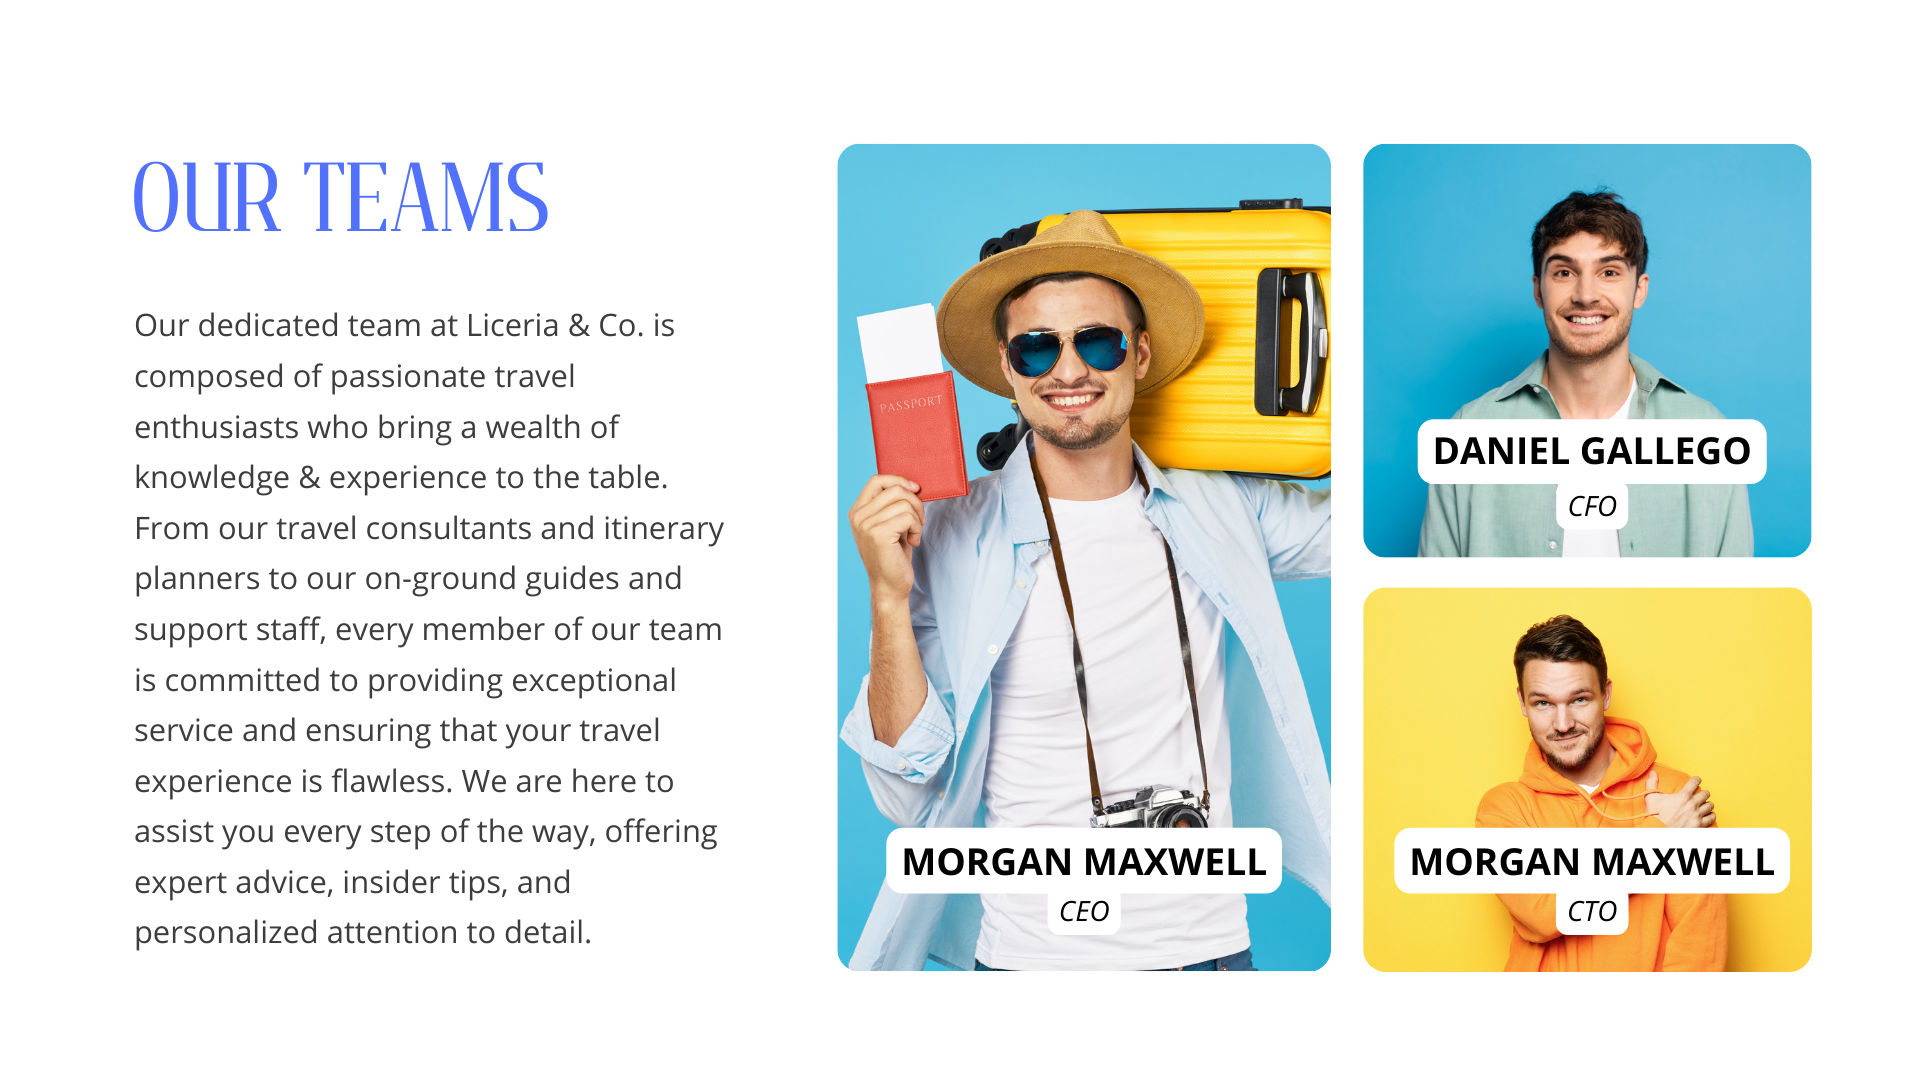 OUR TEAMS
Our dedicated team at Liceria & Co. is
composed of passionate travel
enthusiasts who bring a wealth of
knowledge & experience to the table.
From our travel consultants and itinerary
planners to our on-ground guides and
support staff, every member of our team
is committed to providing exceptional
service and ensuring that your travel
experience is flawless. We are here to
assist you every step of the way, offering
expert advice, insider tips, and
personalized attention to detail.
PASSPORT
MORGAN MAXWELL
CEO
DANIEL GALLEGO
CFO
MORGAN MAXWELL
CTO